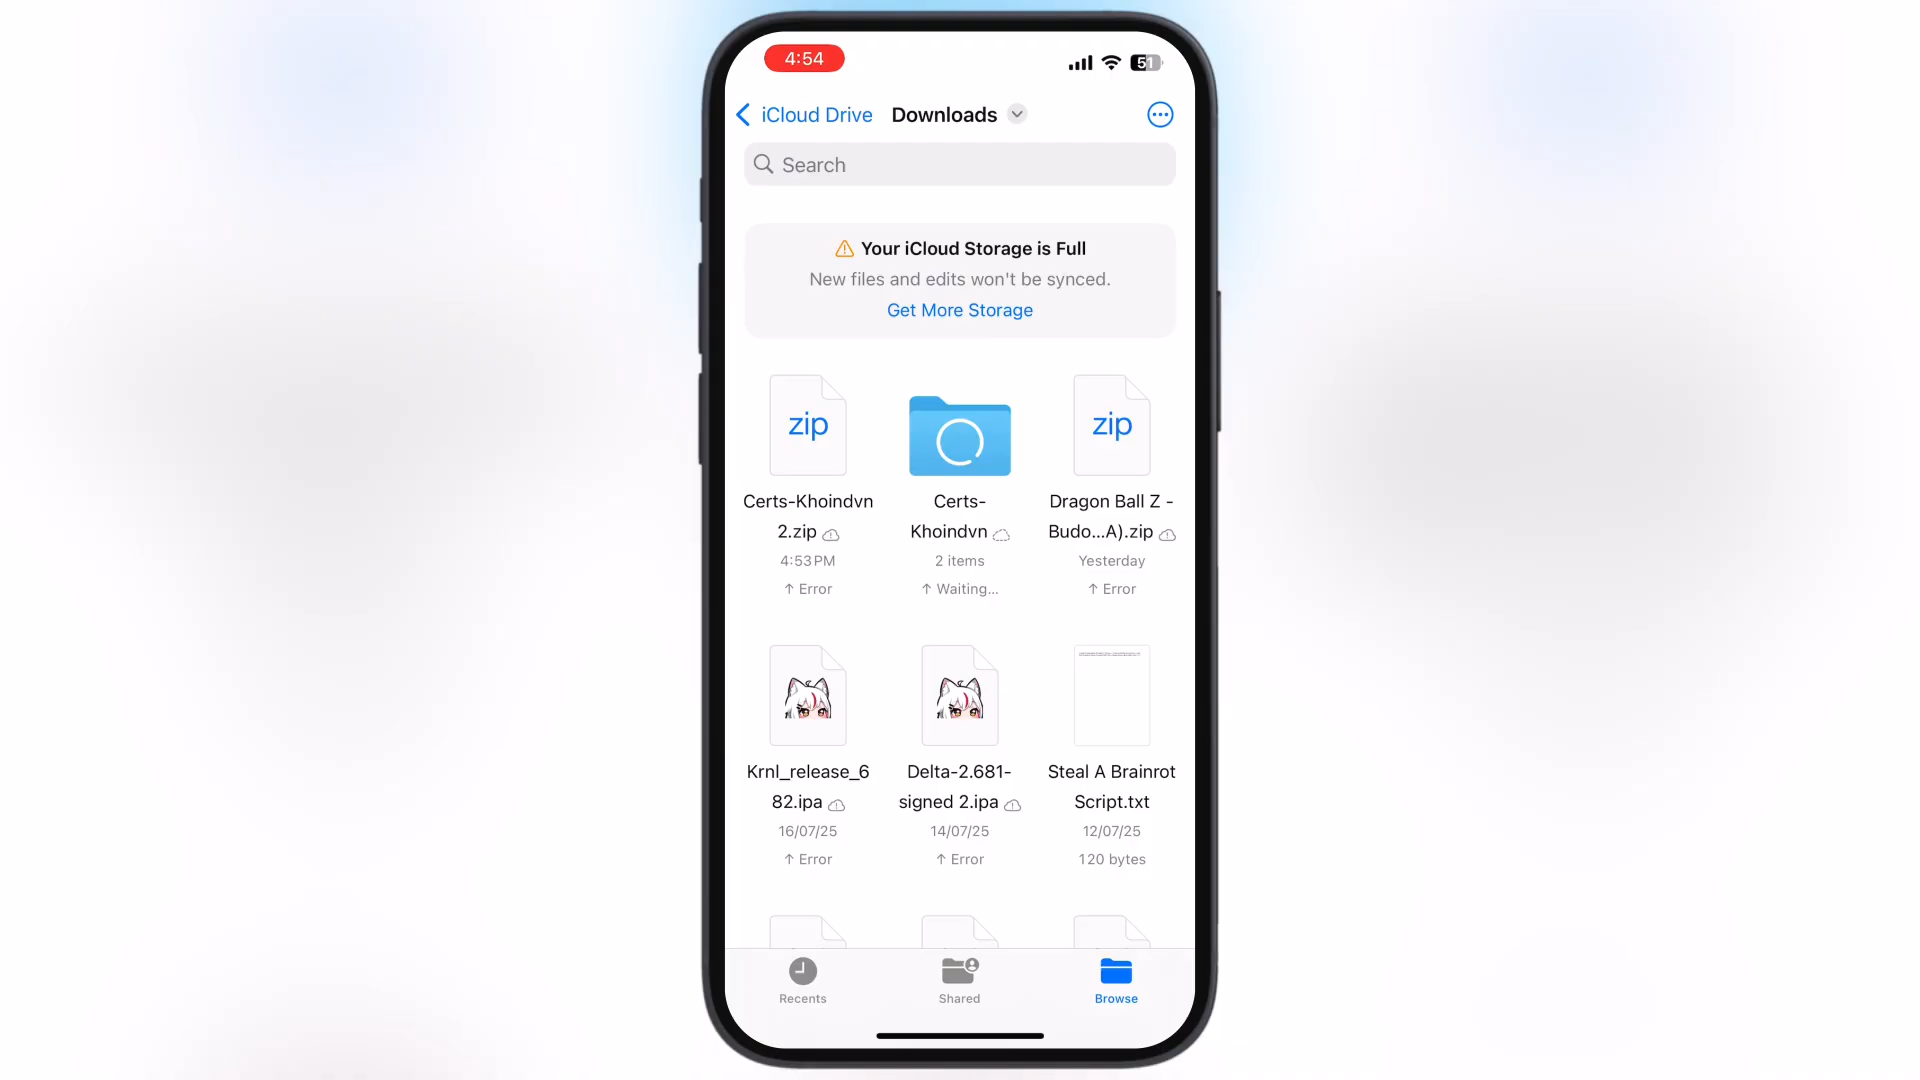 4:54
51
iCloud Drive Downloads
Search
Your iCloud Storage is Full
New files and edits won't be synced.
Get More Storage
zip
zip
Certs-Khoindvn
2.zip
4:53 PM
↑ Error
Certs-
Khoindvn
2 items
↑ Waiting...
Dragon Ball Z -
Budo...A).zip
Yesterday
↑ Error
Krnl_release_6
82.ipa
16/07/25
↑ Error
Delta-2.681-
signed 2.ipa
14/07/25
↑ Error
Steal A Brainrot
Script.txt
12/07/25
120 bytes
Recents
Shared
Browse